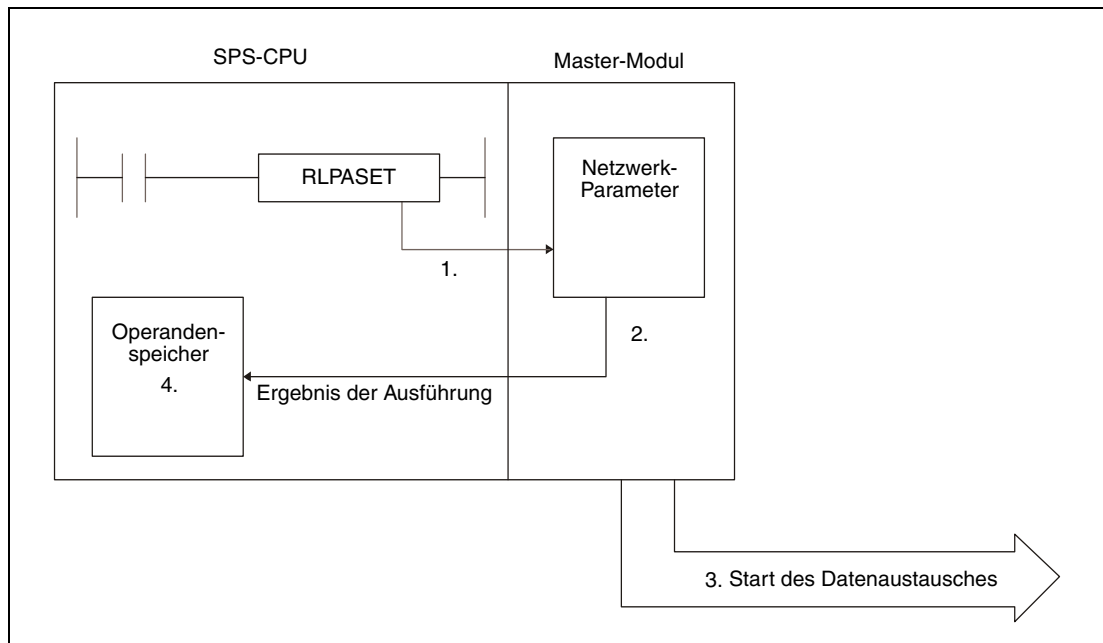 SPS-CPU
Master-Modul
RLPASET
Netzwerk-
Parameter
1.
2.
Operanden-
speicher
4.
Ergebnis der Ausführung
3. Start des Datenaustausches